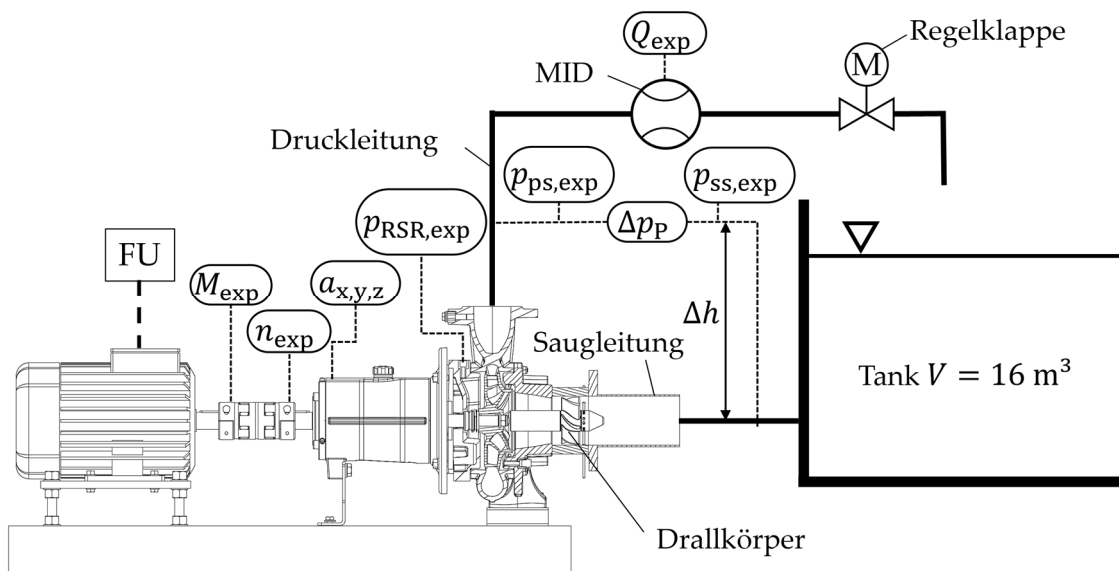 Q_exp
Regelklappe
MID
M
Druckleitung
p_ps,exp
p_ss,exp
p_RSR,exp
Δp_P
FU
M_exp
a_x,y,z
n_exp
Δh
Saugleitung
Tank V = 16 m³
Drallkörper